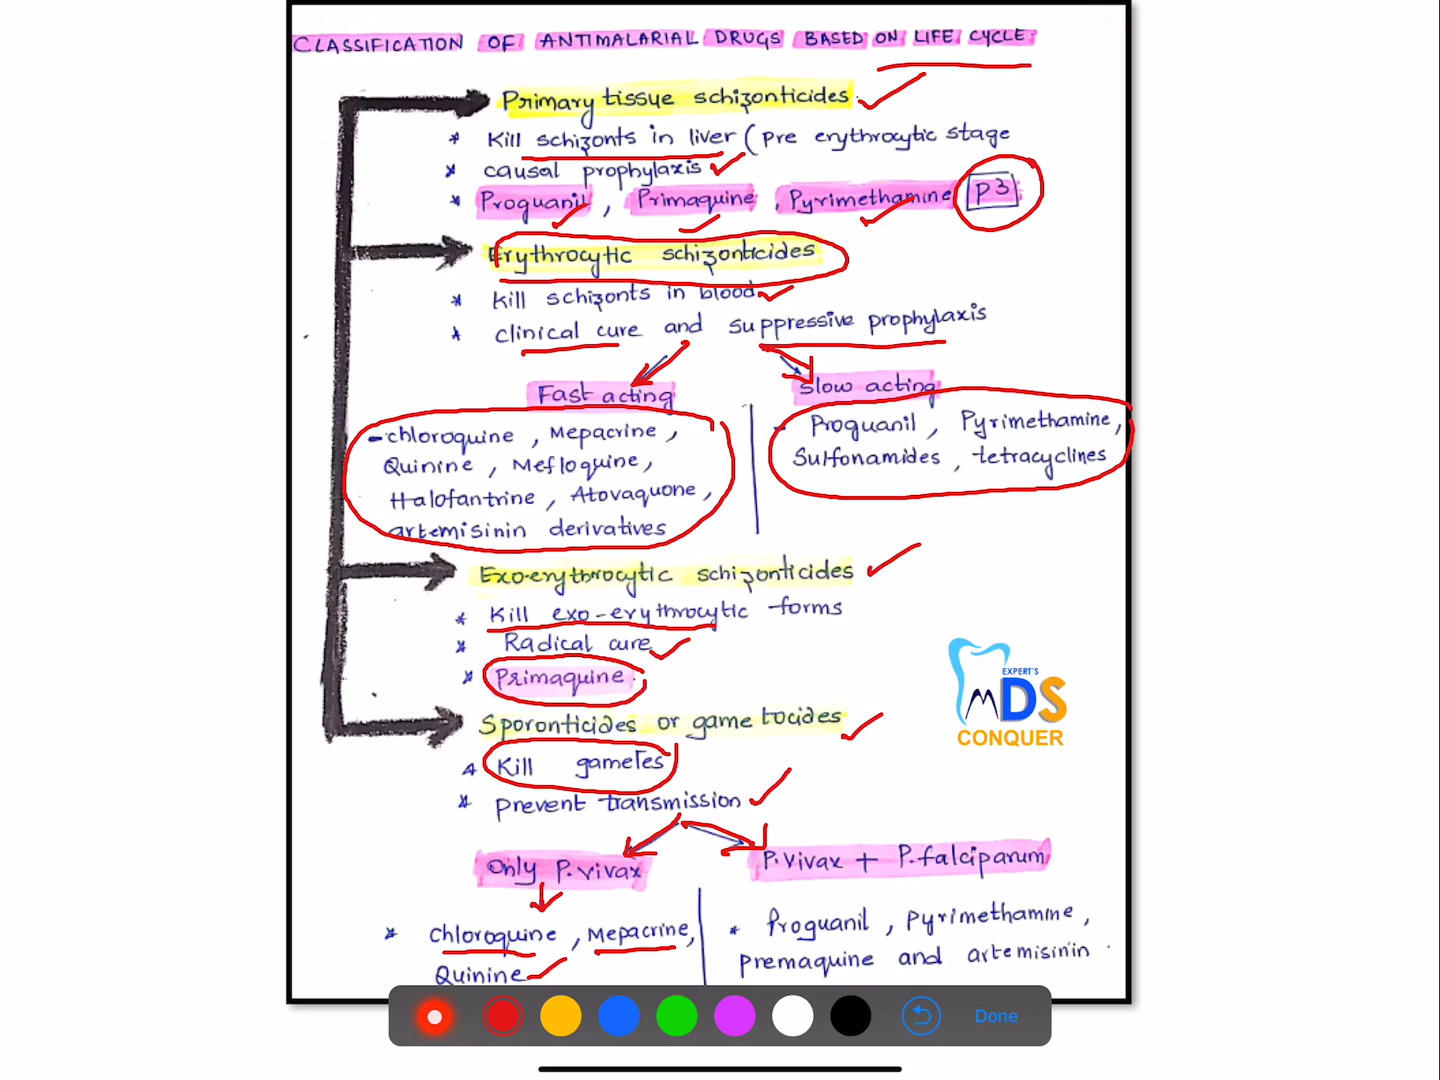 CLASSIFICATION OF ANTIMALARIAL DRUGS BASED ON LIFE CYCLE
Primary tissue schizonticides
* Kill schizonts in liver (pre erythrocytic stage
* causal prophylaxis
* Proguanil, Primaquine, Pyrimethamine P3
Erythrocytic schizonticides
* Kill schizonts in blood
* clinical cure and suppressive prophylaxis
Fast acting
- chloroquine, Mepacrine,
Quinine, Mefloquine,
Halofantrine, Atovaquone,
artemisinin derivatives
Slow acting
- Proguanil, Pyrimethamine,
Sulfonamides, tetracyclines
Exo-erythrocytic schizonticides
* Kill exo-erythrocytic forms
* Radical cure
* Primaquine
Sporonticides or gametocides
* Kill gametes
* prevent transmission
Only P.vivax
* chloroquine, Mepacrine,
Quinine
P.vivax + P.falciparum
* Proguanil, pyrimethamine,
premaquine and artemisinin
EXPERT'S
MDS
CONQUER
Done